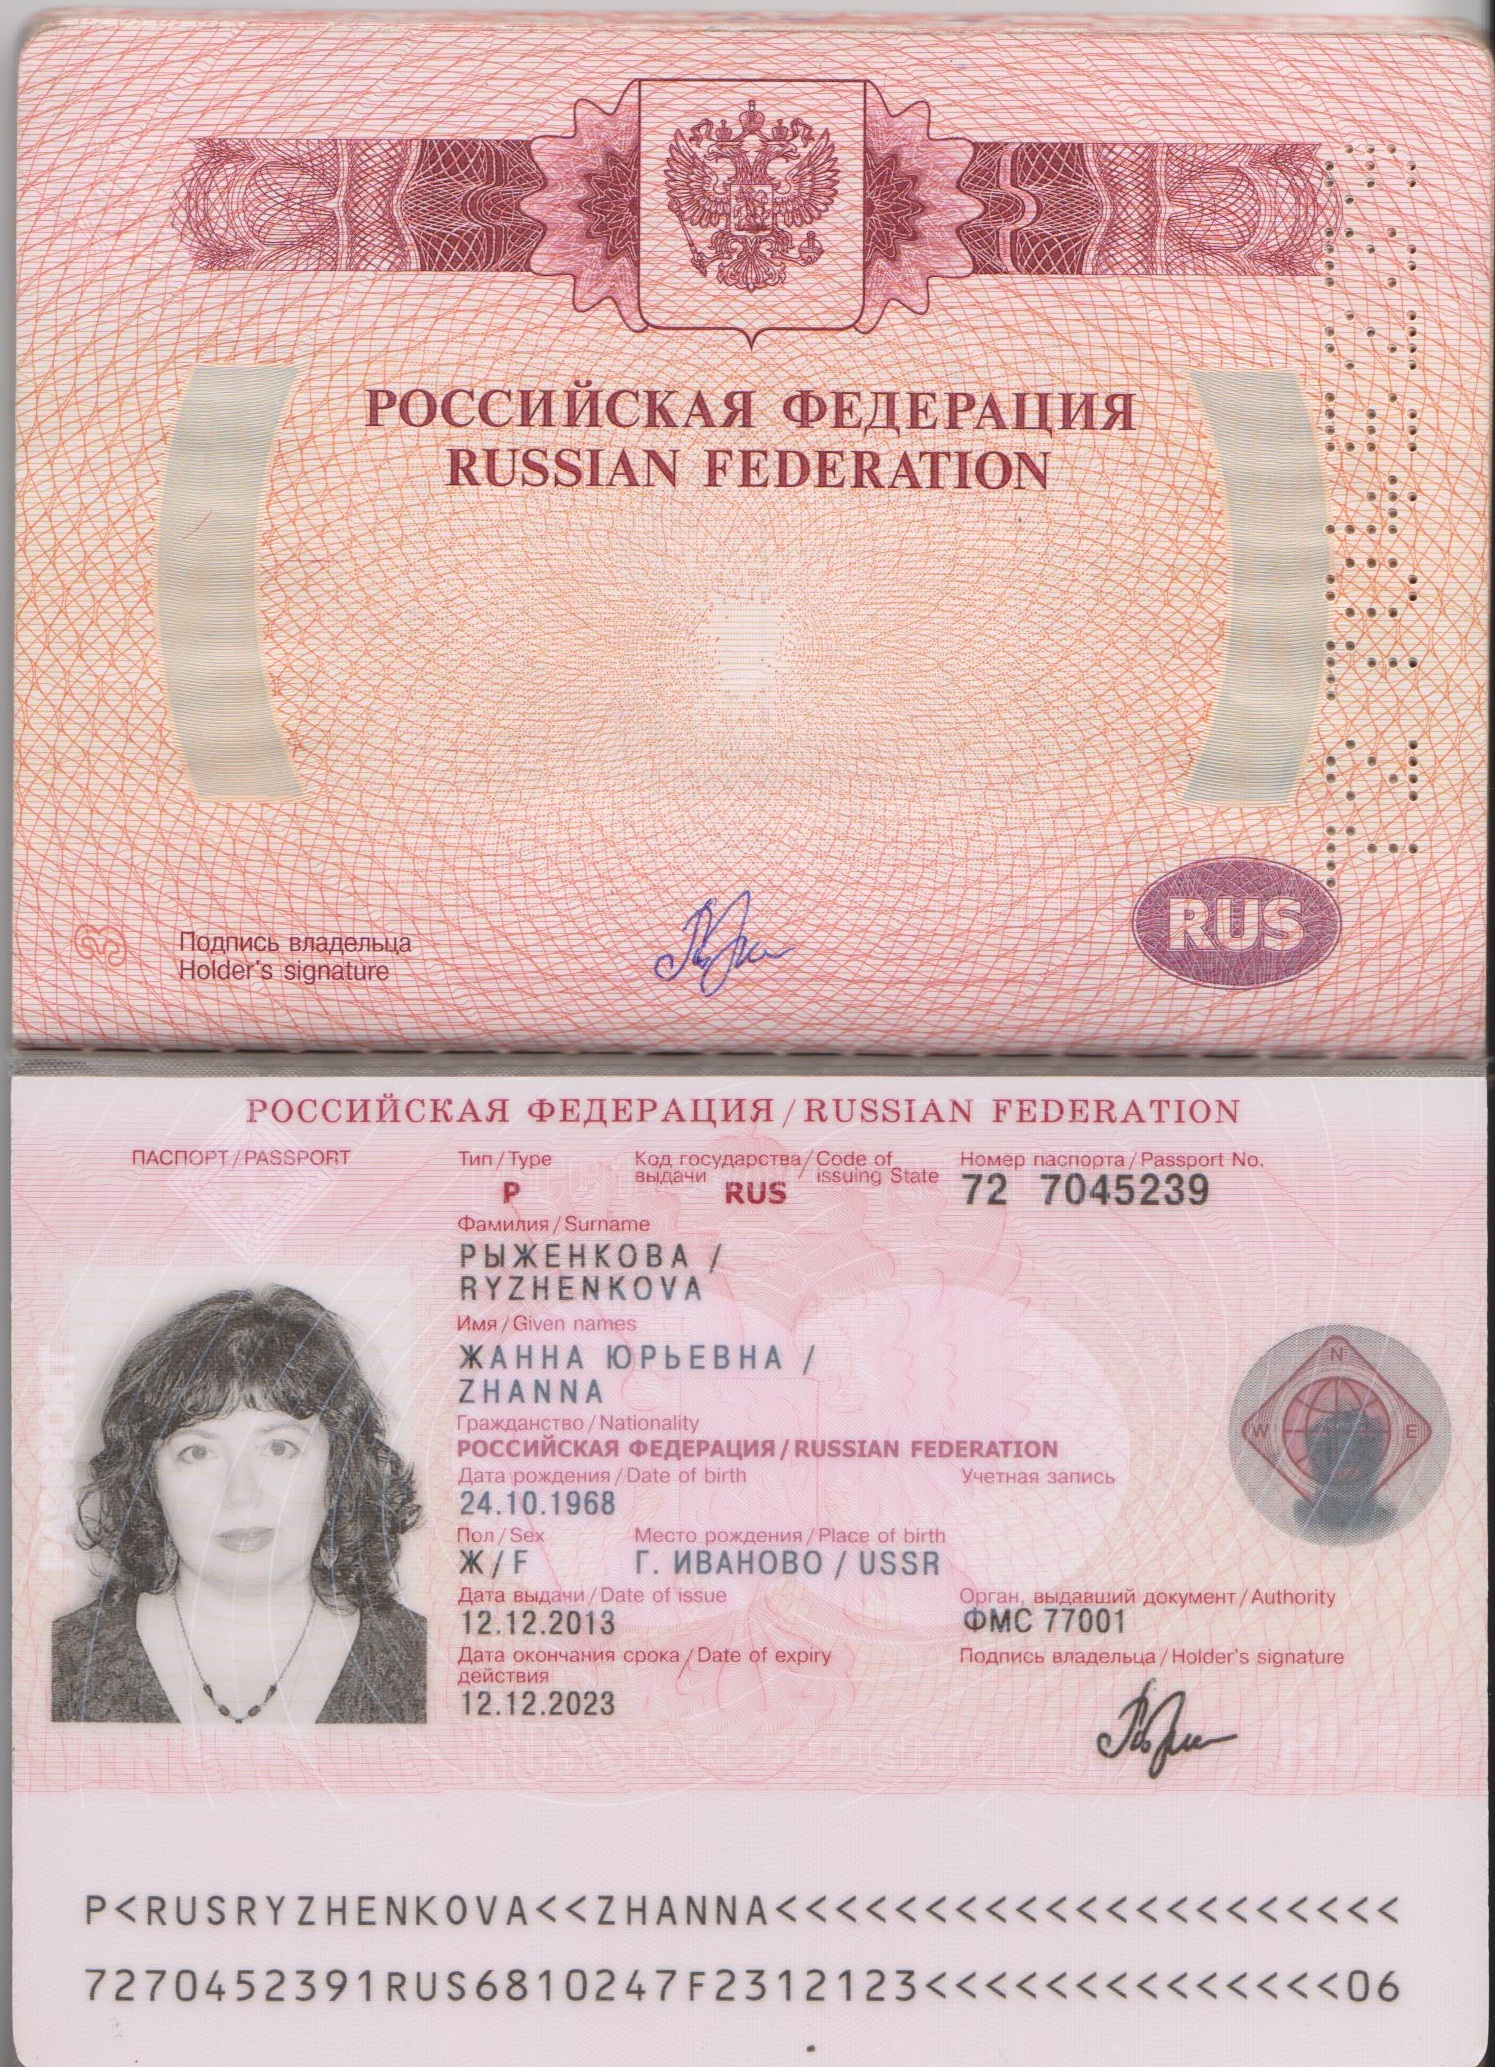 РОССИЙСКАЯ ФЕДЕРАЦИЯ
RUSSIAN FEDERATION
Подпись владельца
Holder's signature
RUS
РОССИЙСКАЯ ФЕДЕРАЦИЯ / RUSSIAN FEDERATION
ПАСПОРТ / PASSPORT
Тип / Type
Код государства / Code of
выдачи issuing State
Номер паспорта / Passport No.
P
RUS
72 7045239
Фамилия / Surname
РЫЖЕНКОВА /
RYZHENKOVA
Имя / Given names
ЖАННА ЮРЬЕВНА /
ZHANNA
Гражданство / Nationality
РОССИЙСКАЯ ФЕДЕРАЦИЯ / RUSSIAN FEDERATION
Дата рождения / Date of birth
Учетная запись
24.10.1968
Пол / Sex
Место рождения / Place of birth
Ж / F
Г. ИВАНОВО / USSR
Дата выдачи / Date of issue
Орган, выдавший документ / Authority
12.12.2013
ФМС 77001
Дата окончания срока / Date of expiry
действия
Подпись владельца / Holder's signature
12.12.2023
N
W
E
P<RUSRYZHENKOVA<<ZHANNA<<<<<<<<<<<<<<<<<<<<<
7270452391RUS6810247F2312123<<<<<<<<<<<<<<06